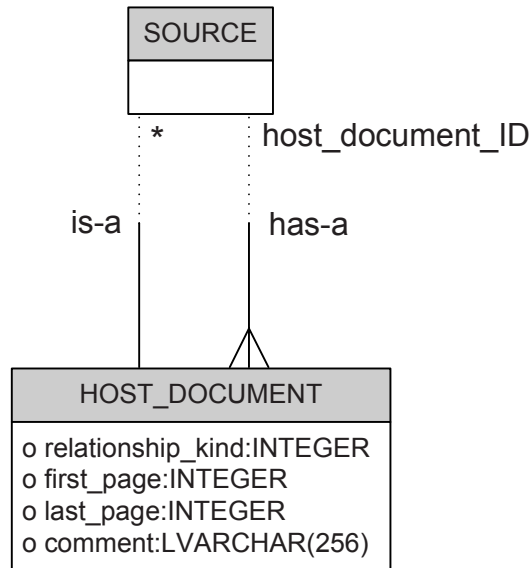 SOURCE
* host_document_ID
is-a has-a
HOST_DOCUMENT
o relationship_kind:INTEGER
o first_page:INTEGER
o last_page:INTEGER
o comment:LVARCHAR(256)